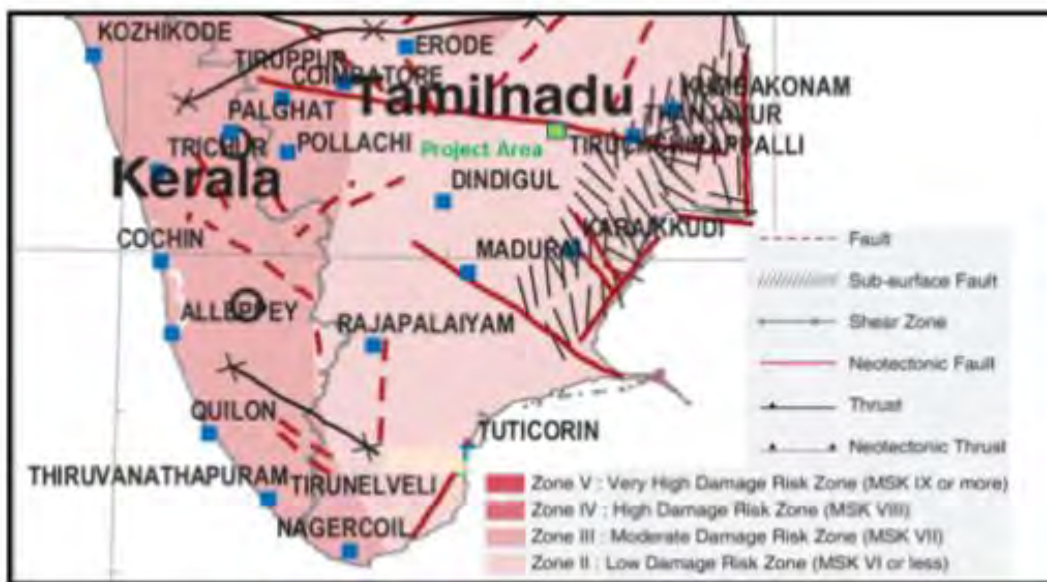 KOZHIKODE
ERODE
TIRUPPUR
COIMBATORE
Tamilnadu
KUMBAKONAM
THANJAVUR
PALGHAT
TRICHUR
POLLACHI
Project Area
TIRUCHIRAPPALLI
Kerala
DINDIGUL
COCHIN
MADURAI
KARAIKKUDI
ALLEPPEY
RAJAPALAIYAM
QUILON
TUTICORIN
THIRUVANATHAPURAM
TIRUNELVELI
NAGERCOIL
Fault
Sub-surface Fault
Shear Zone
Neotectonic Fault
Thrust
Neotectonic Thrust
Zone V : Very High Damage Risk Zone (MSK IX or more)
Zone IV : High Damage Risk Zone (MSK VIII)
Zone III : Moderate Damage Risk Zone (MSK VII)
Zone II : Low Damage Risk Zone (MSK VI or less)